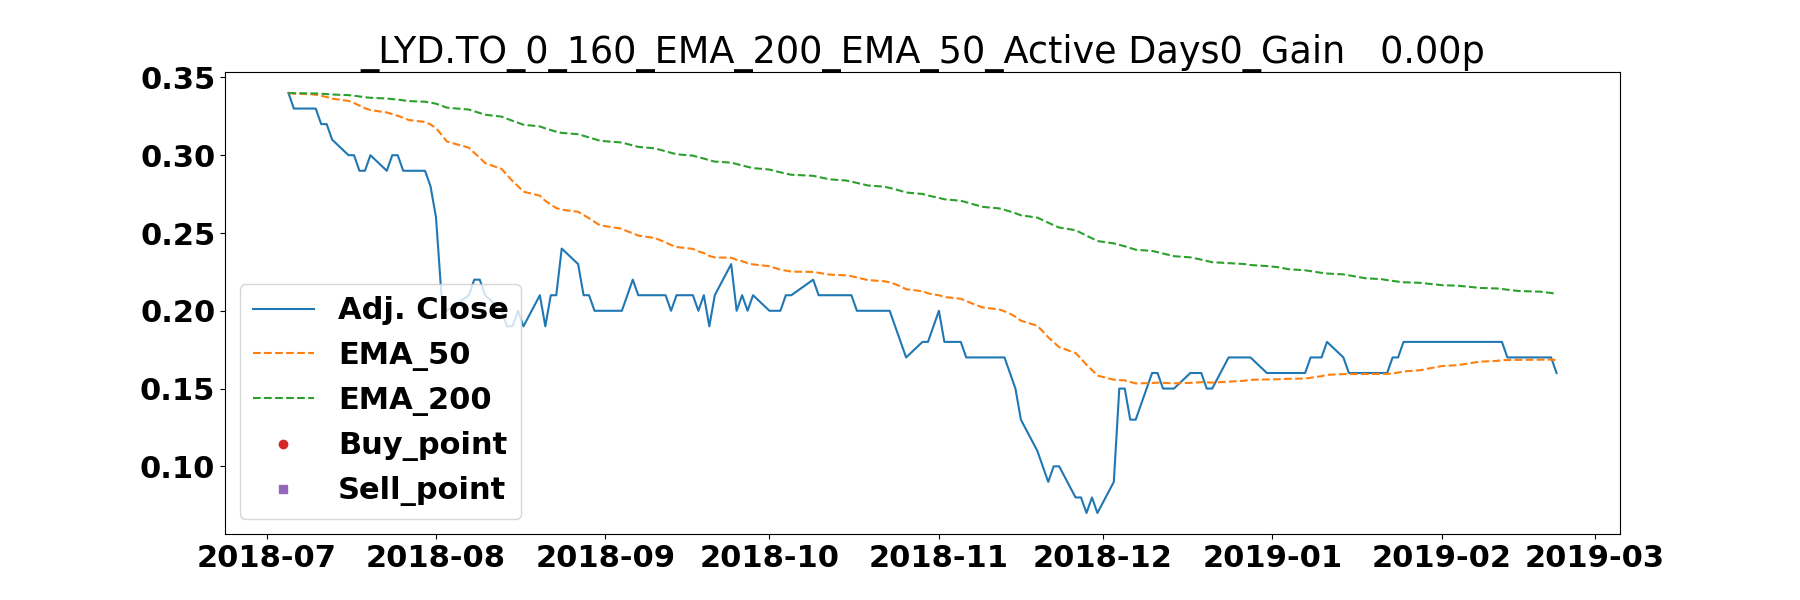 _LYD.TO_0_160_EMA_200_EMA_50_Active Days0_Gain   0.00p
0.35
0.30
0.25
0.20
0.15
0.10
Adj. Close
EMA_50
EMA_200
Buy_point
Sell_point
2018-07 2018-08 2018-09 2018-10 2018-11 2018-12 2019-01 2019-02 2019-03